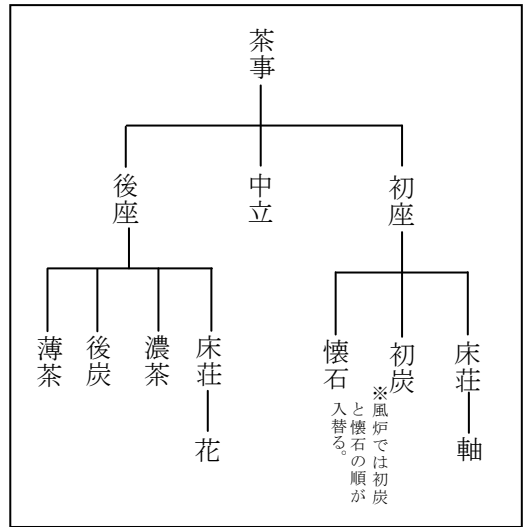 茶事
初座
中立
後座
床荘
軸
初炭
※風炉では初炭
と懐石の順が
入替る。
懐石
床荘
花
濃茶
後炭
薄茶